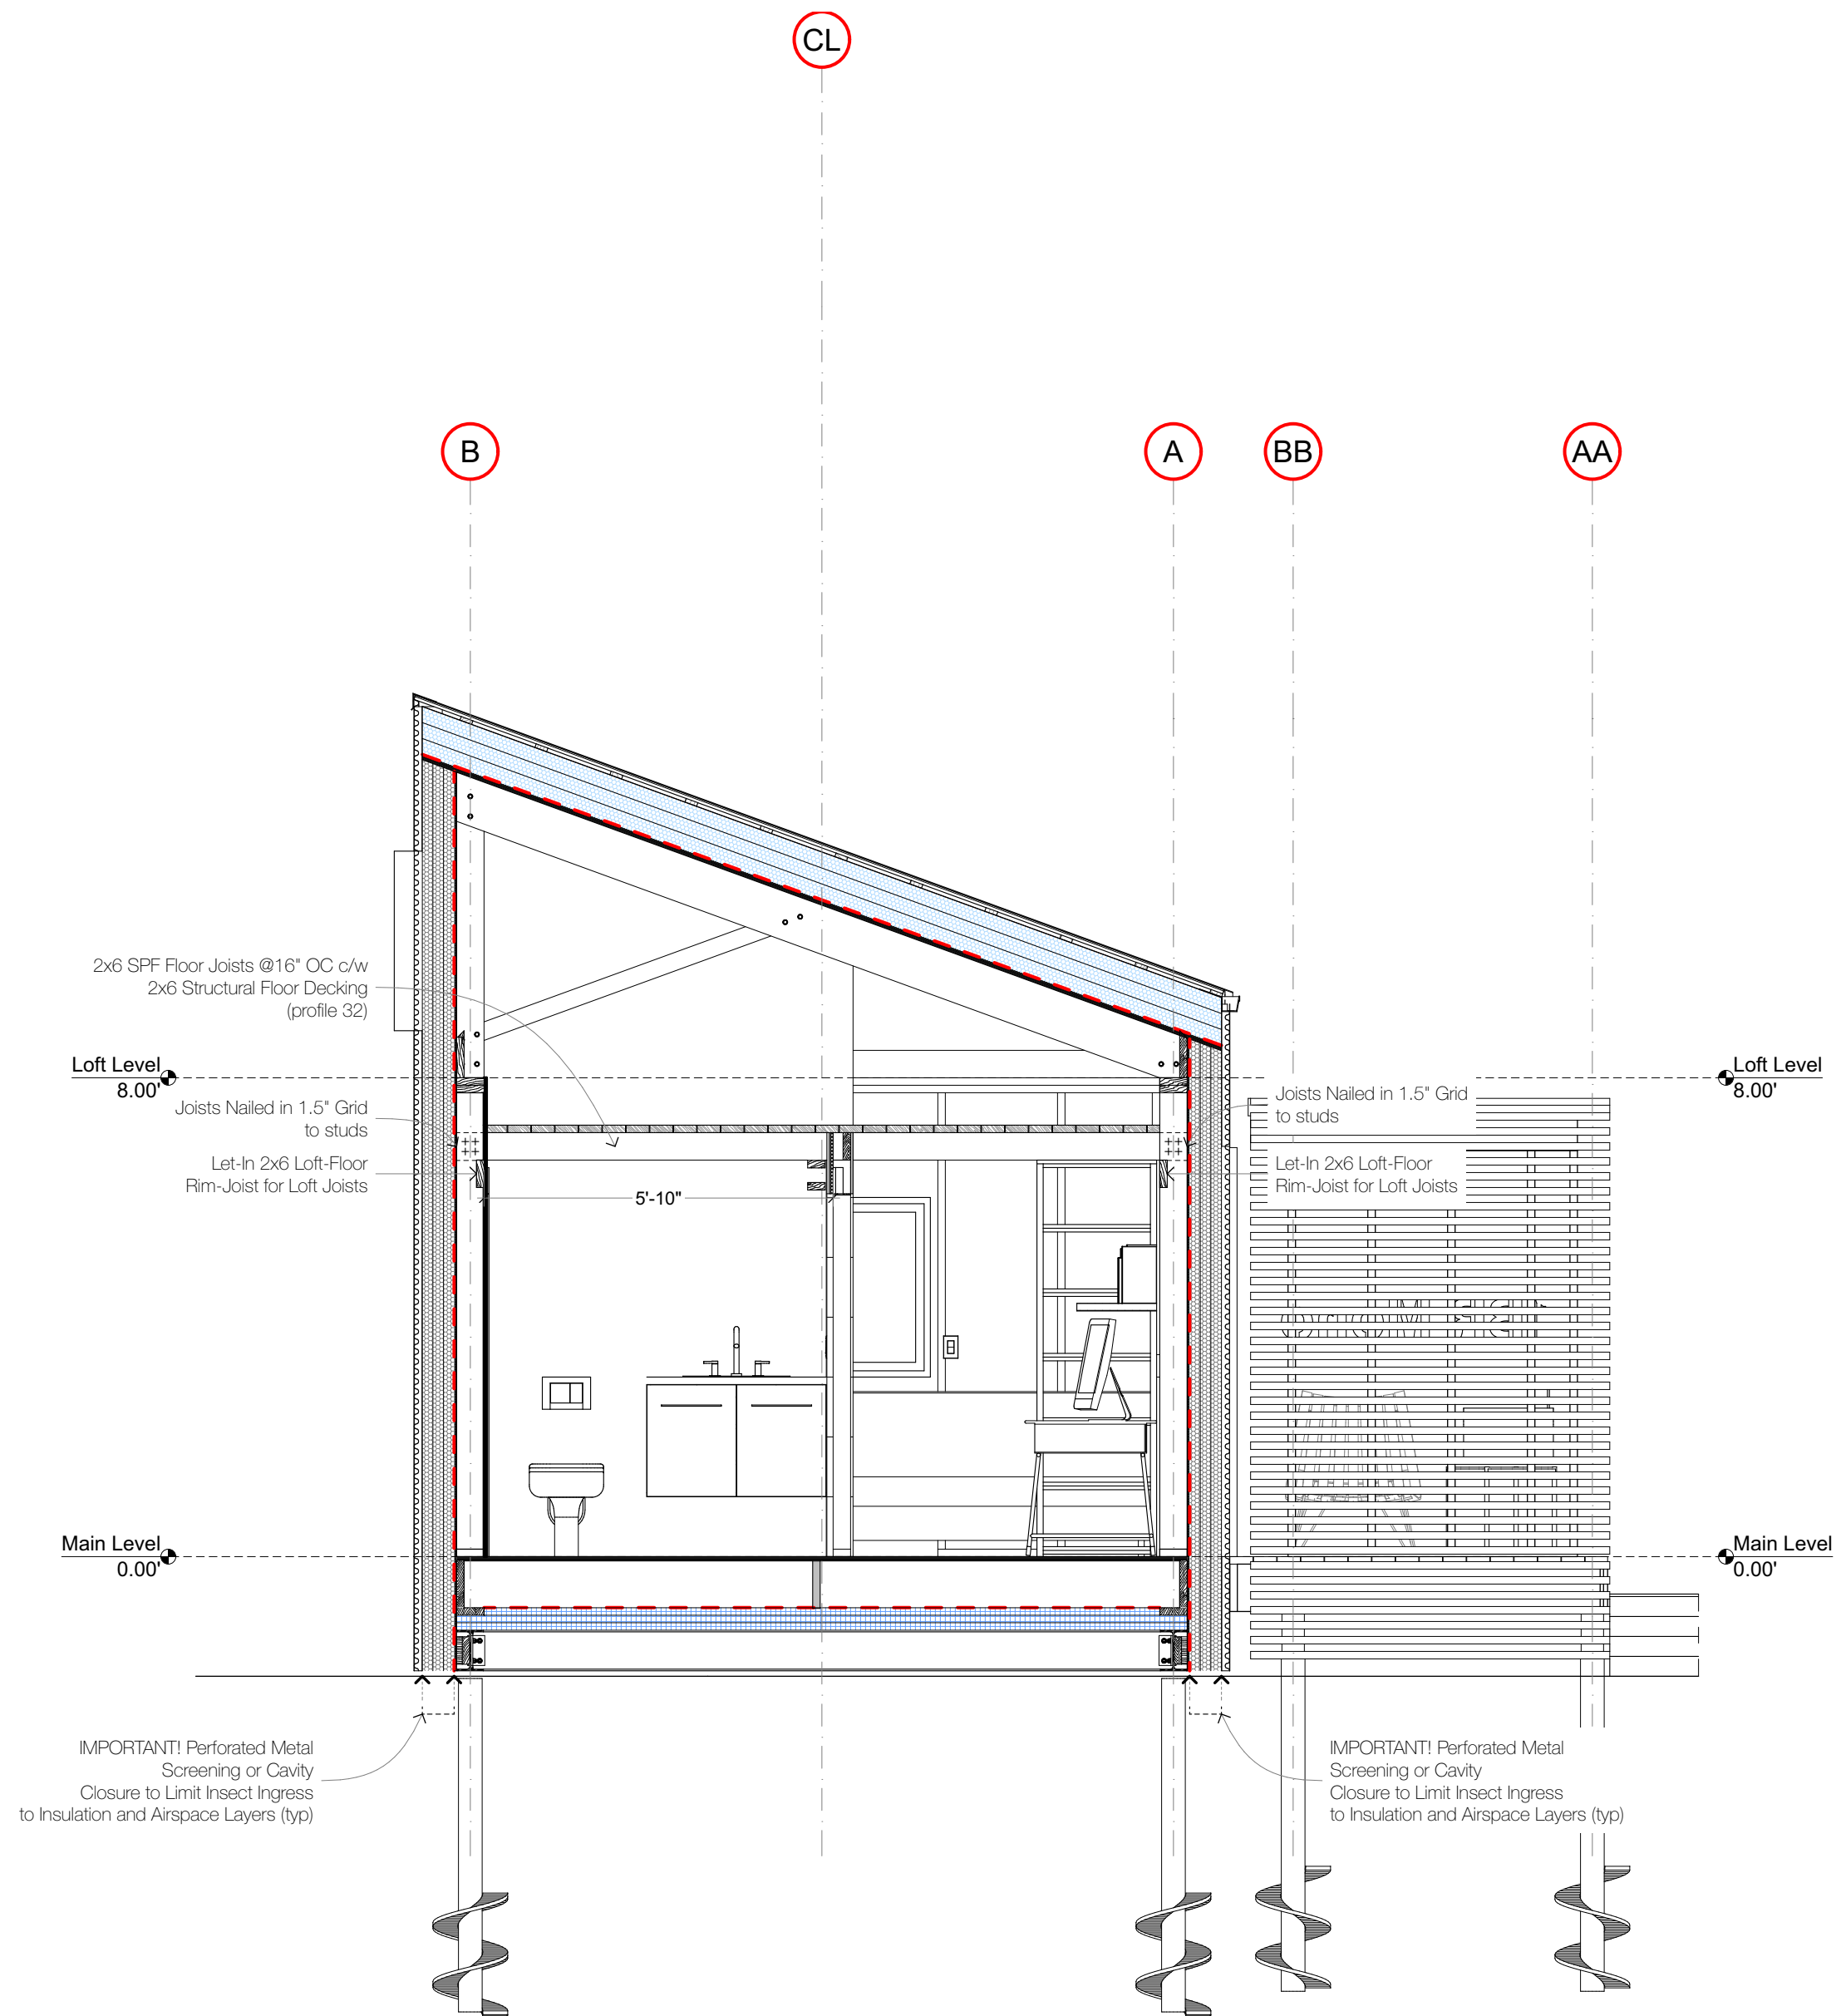 CL
B
A
BB
AA
2x6 SPF Floor Joists @16" OC c/w
2x6 Structural Floor Decking
(profile 32)
Loft Level
8.00'
Loft Level
8.00'
Joists Nailed in 1.5" Grid
to studs
Joists Nailed in 1.5" Grid
to studs
Let-In 2x6 Loft-Floor
Rim-Joist for Loft Joists
Let-In 2x6 Loft-Floor
Rim-Joist for Loft Joists
5'-10"
Main Level
0.00'
Main Level
0.00'
IMPORTANT! Perforated Metal
Screening or Cavity
Closure to Limit Insect Ingress
to Insulation and Airspace Layers (typ)
IMPORTANT! Perforated Metal
Screening or Cavity
Closure to Limit Insect Ingress
to Insulation and Airspace Layers (typ)